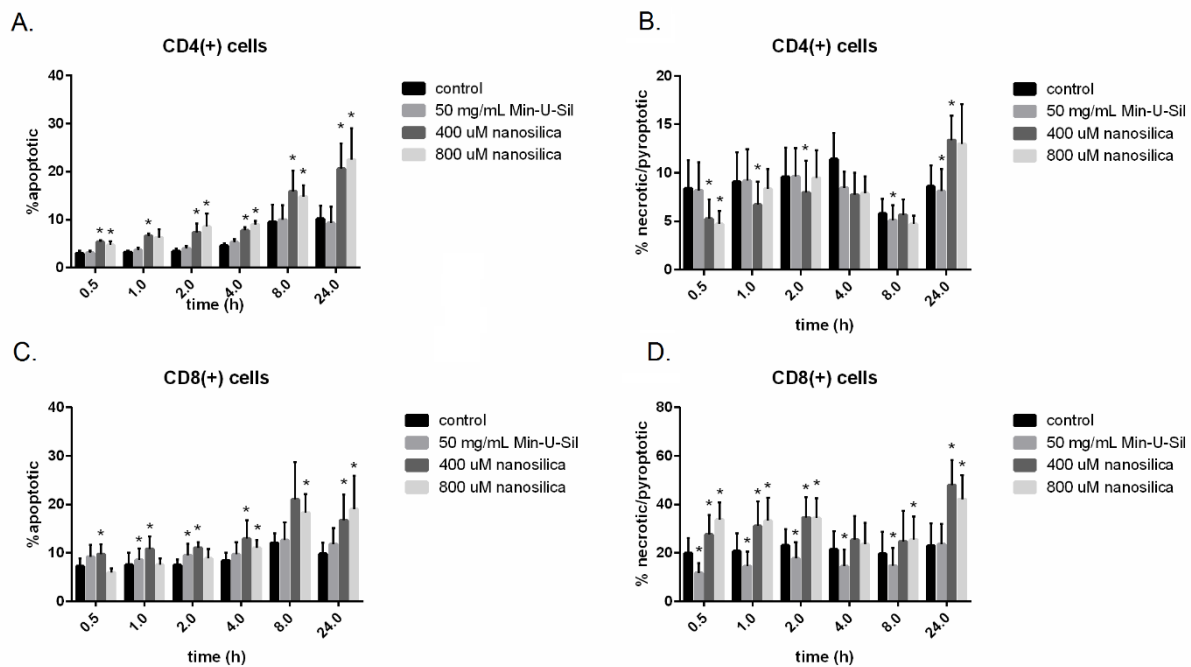 A.
CD4(+) cells
%apoptotic
40
30
20
10
0
0.5 1.0 2.0 4.0 8.0 24.0
time (h)
control
50 mg/mL Min-U-Sil
400 uM nanosilica
800 uM nanosilica
* * * * * * * * * * *
B.
CD4(+) cells
% necrotic/pyroptotic
20
15
10
5
0
0.5 1.0 2.0 4.0 8.0 24.0
time (h)
control
50 mg/mL Min-U-Sil
400 uM nanosilica
800 uM nanosilica
* * * * * * *
C.
CD8(+) cells
%apoptotic
40
30
20
10
0
0.5 1.0 2.0 4.0 8.0 24.0
time (h)
control
50 mg/mL Min-U-Sil
400 uM nanosilica
800 uM nanosilica
* * * * * * * * * *
D.
CD8(+) cells
% necrotic/pyroptotic
80
60
40
20
0
0.5 1.0 2.0 4.0 8.0 24.0
time (h)
control
50 mg/mL Min-U-Sil
400 uM nanosilica
800 uM nanosilica
* * * * * * * * * * * * * *